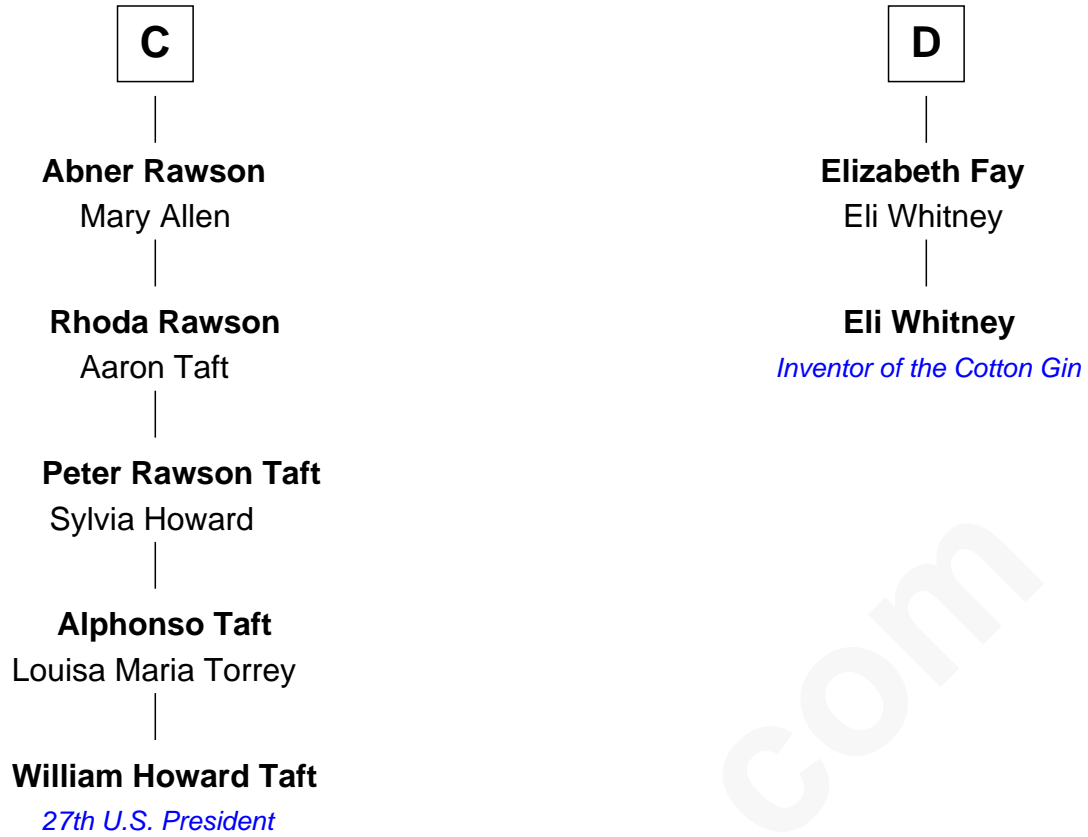 C
Abner Rawson
Mary Allen
Rhoda Rawson
Aaron Taft
Peter Rawson Taft
Sylvia Howard
Alphonso Taft
Louisa Maria Torrey
William Howard Taft
27th U.S. President
D
Elizabeth Fay
Eli Whitney
Eli Whitney
Inventor of the Cotton Gin
com